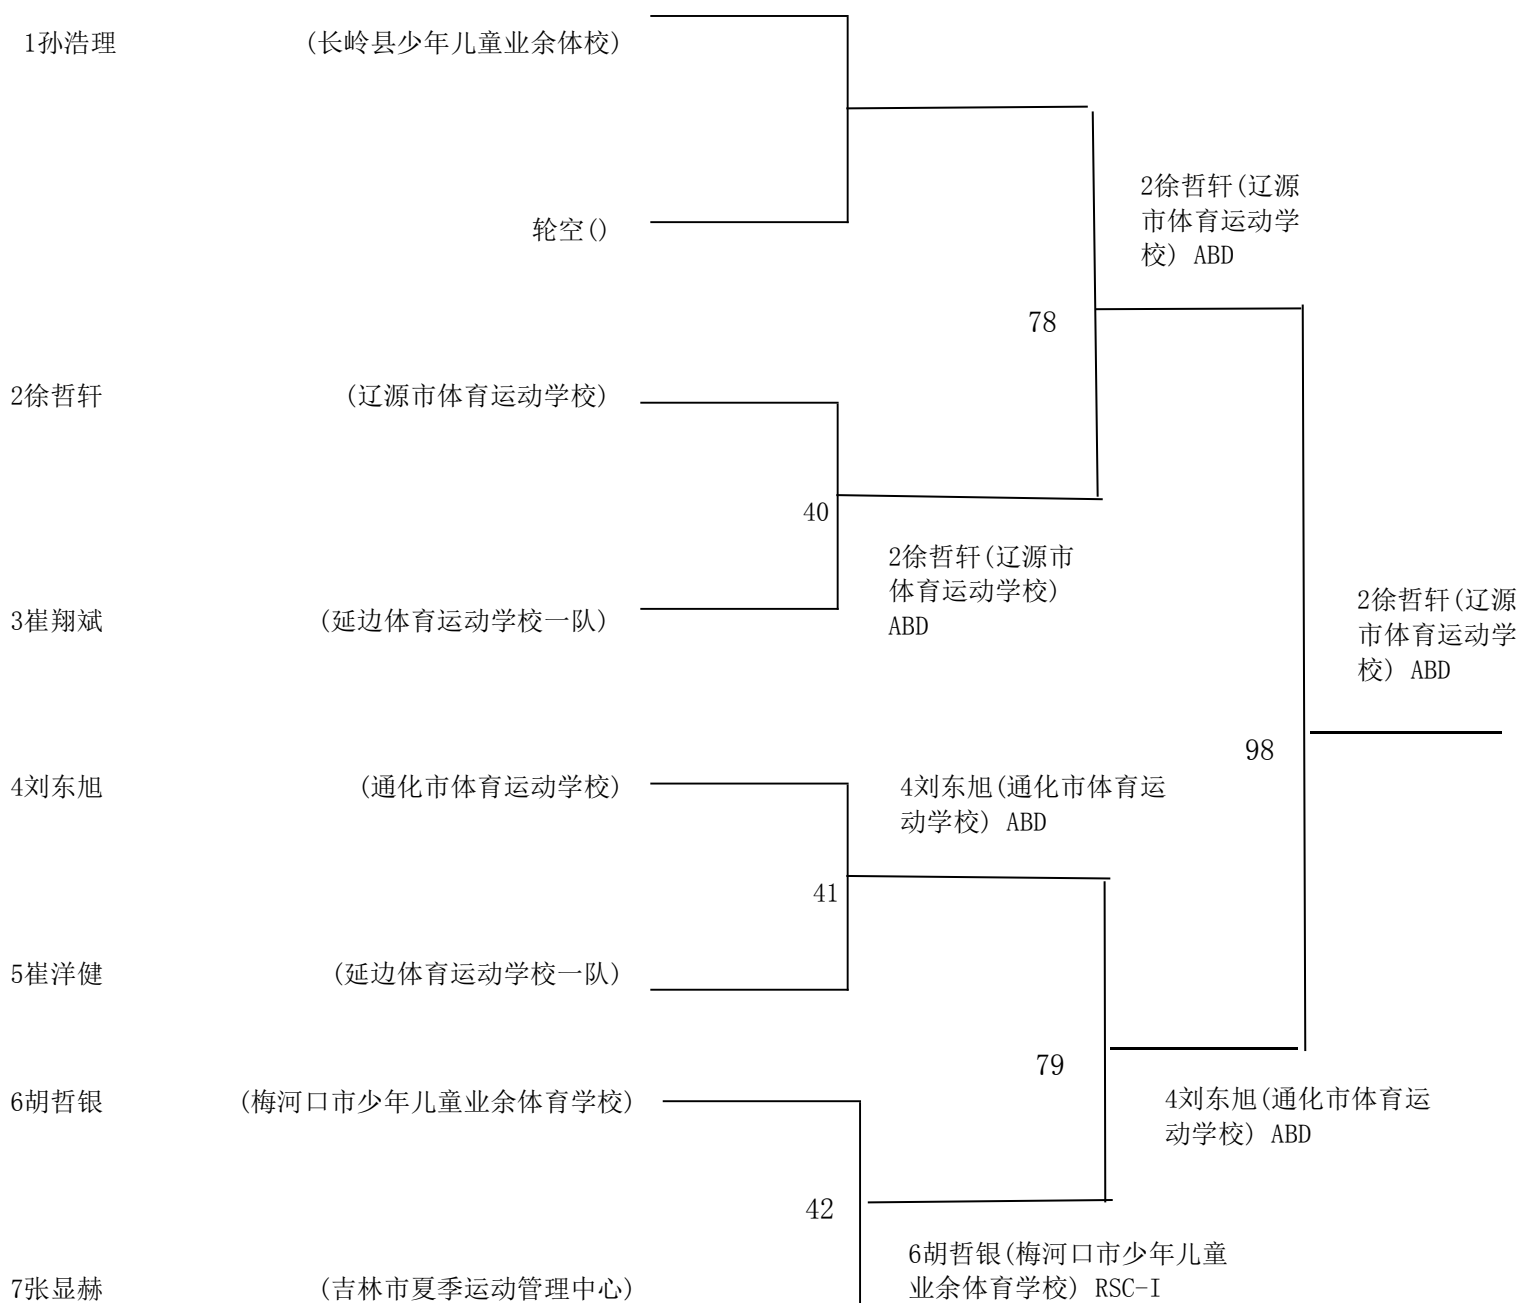 1孙浩理 (长岭县少年儿童业余体校)
2徐哲轩(辽源
市体育运动学
校) ABD
轮空()
78
2徐哲轩 (辽源市体育运动学校)
40
2徐哲轩(辽源市
体育运动学校)
ABD
3崔翔斌 (延边体育运动学校一队)
2徐哲轩(辽源
市体育运动学
校) ABD
98
4刘东旭 (通化市体育运动学校)
4刘东旭(通化市体育运
动学校) ABD
41
5崔洋健 (延边体育运动学校一队)
79
6胡哲银 (梅河口市少年儿童业余体育学校)
4刘东旭(通化市体育运
动学校) ABD
42
6胡哲银(梅河口市少年儿童
业余体育学校) RSC-I
7张显赫 (吉林市夏季运动管理中心)